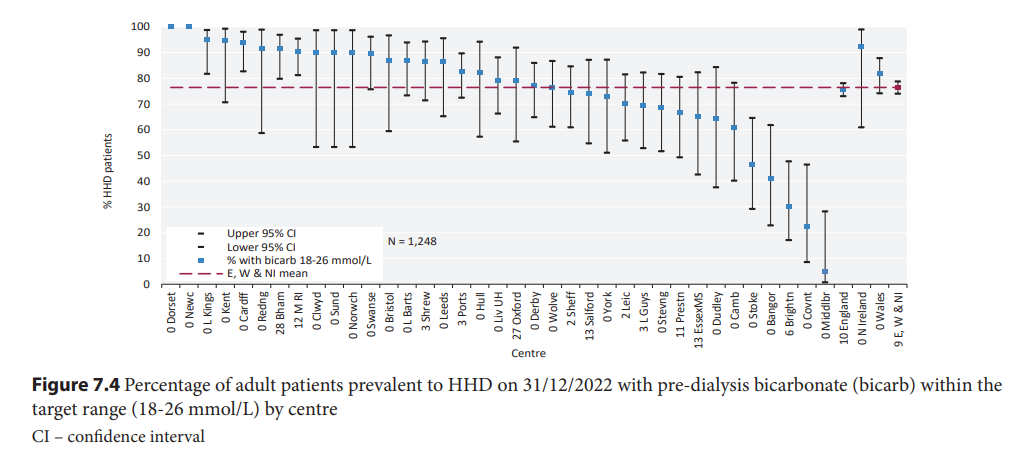 100
90
80
70
60
50
40
30
20
10
0
% HHD patients
Upper 95% CI
Lower 95% CI
% with bicarb 18-26 mmol/L
E, W & NI mean
N = 1,248
0 Dorset
0 Newc
0 L Kings
0 Kent
0 Cardff
0 Redng
28 Bham
12 M RI
0 Clwyd
0 Sund
0 Norwch
0 Swanse
0 Bristol
0 L Barts
3 Shrew
0 Leeds
3 Ports
0 Hull
0 Liv UH
27 Oxford
0 Derby
0 Wolve
2 Sheff
13 Salford
0 York
2 Leic
3 L Guys
0 Stevng
11 Prestn
13 EssexMS
0 Dudley
0 Camb
0 Stoke
0 Bangor
6 Brightn
0 Covnt
0 Middlbr
10 England
0 N Ireland
0 Wales
9 E, W & NI
Centre
Figure 7.4 Percentage of adult patients prevalent to HHD on 31/12/2022 with pre-dialysis bicarbonate (bicarb) within the
target range (18-26 mmol/L) by centre
CI – confidence interval